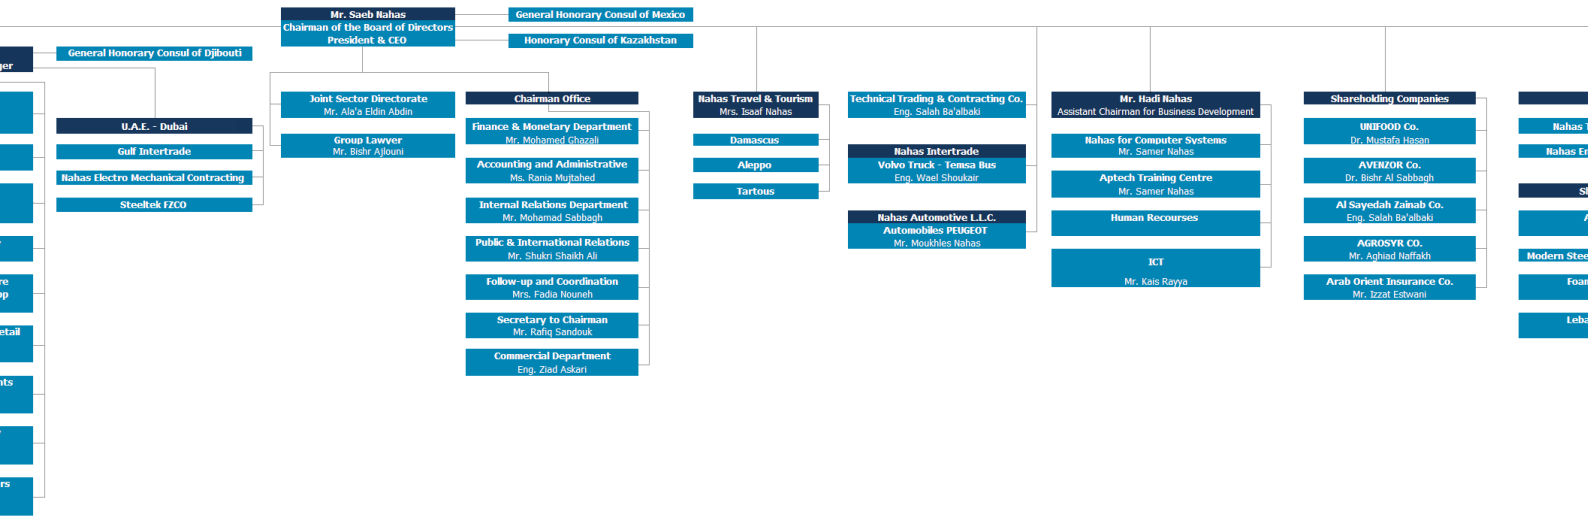 Mr. Saeb Nahas
Chairman of the Board of Directors
President & CEO
General Honorary Consul of Mexico
Honorary Consul of Kazakhstan
General Honorary Consul of Djibouti
U.A.E. - Dubai
Gulf Intertrade
Nahas Electro Mechanical Contracting
Steeltek FZCO
Joint Sector Directorate
Mr. Ala'a Eldin Abdin
Group Lawyer
Mr. Bishr Ajlouni
Chairman Office
Finance & Monetary Department
Mr. Mohamed Ghazali
Accounting and Administrative
Ms. Rania Mujtahed
Internal Relations Department
Mr. Mohamad Sabbagh
Public & International Relations
Mr. Shukri Shaikh Ali
Follow-up and Coordination
Mrs. Fadia Nouneh
Secretary to Chairman
Mr. Rafiq Sandouk
Commercial Department
Eng. Ziad Askari
Nahas Travel & Tourism
Mrs. Isaaf Nahas
Damascus
Aleppo
Tartous
Technical Trading & Contracting Co.
Eng. Salah Ba'albaki
Nahas Intertrade
Volvo Truck - Temsa Bus
Eng. Wael Shoukair
Nahas Automotive L.L.C.
Automobiles PEUGEOT
Mr. Moukhles Nahas
Mr. Hadi Nahas
Assistant Chairman for Business Development
Nahas for Computer Systems
Mr. Samer Nahas
Aptech Training Centre
Mr. Samer Nahas
Human Recourses
ICT
Mr. Kais Rayya
Shareholding Companies
UNIFOOD Co.
Dr. Mustafa Hasan
AVENZOR Co.
Dr. Bishr Al Sabbagh
Al Sayedah Zainab Co.
Eng. Salah Ba'albaki
AGROSYR CO.
Mr. Aghiad Naffakh
Arab Orient Insurance Co.
Mr. Izzat Estwani
Nahas
Nahas
Modern